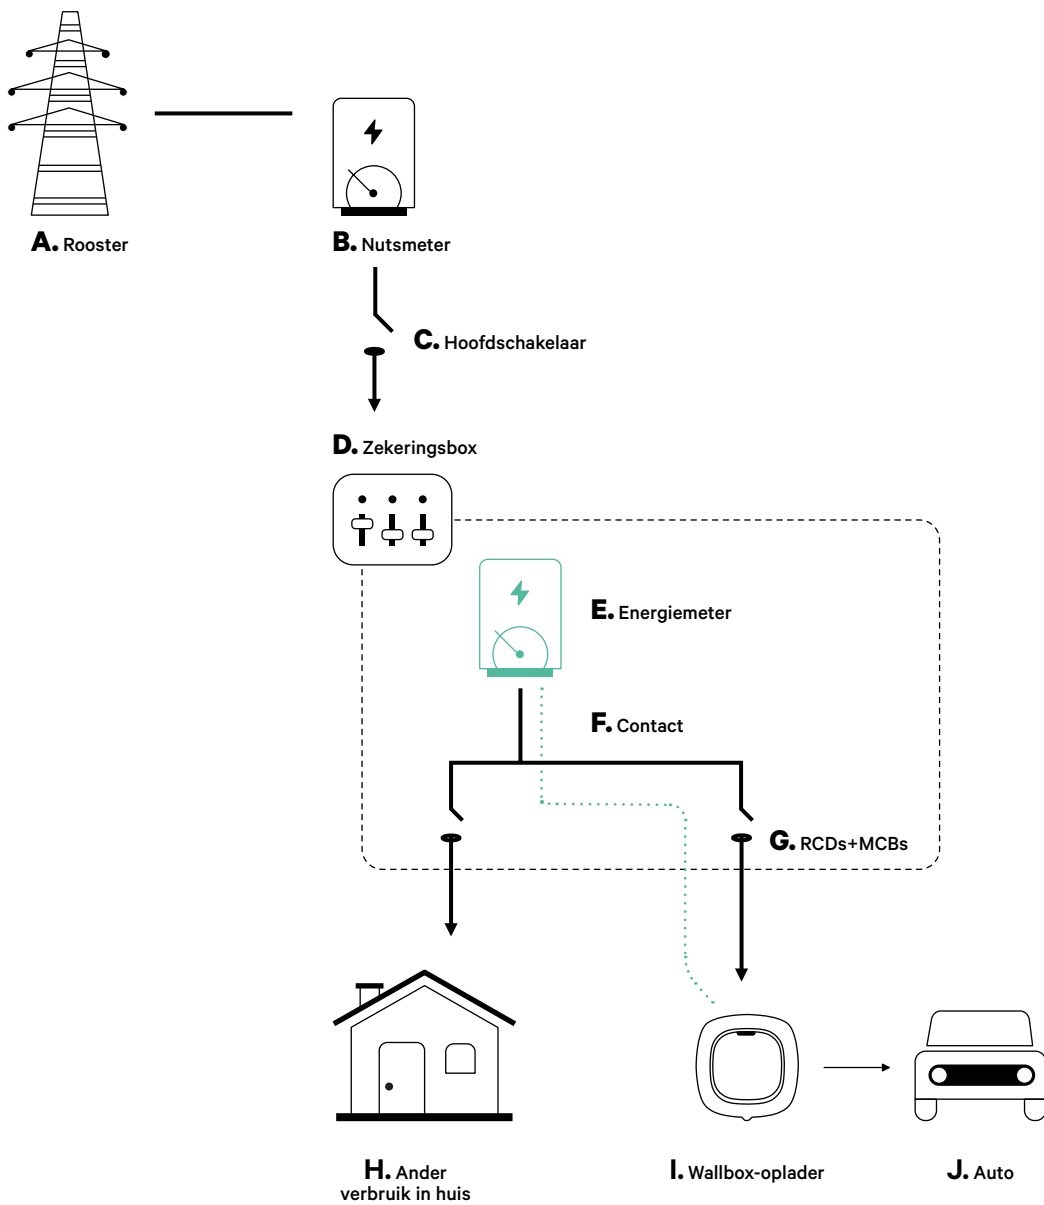 A. Rooster
B. Nutsmeter
C. Hoofdschakelaar
D. Zekeringsbox
E. Energiemeter
F. Contact
G. RCDs+MCBs
H. Ander
verbruik in huis
I. Wallbox-oplader
J. Auto